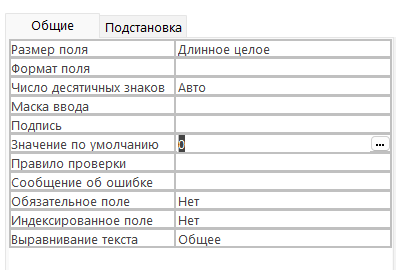 Общие
Подстановка
Размер поля Длинное целое
Формат поля
Число десятичных знаков Авто
Маска ввода
Подпись
Значение по умолчанию 0 ...
Правило проверки
Сообщение об ошибке
Обязательное поле Нет
Индексированное поле Нет
Выравнивание текста Общее